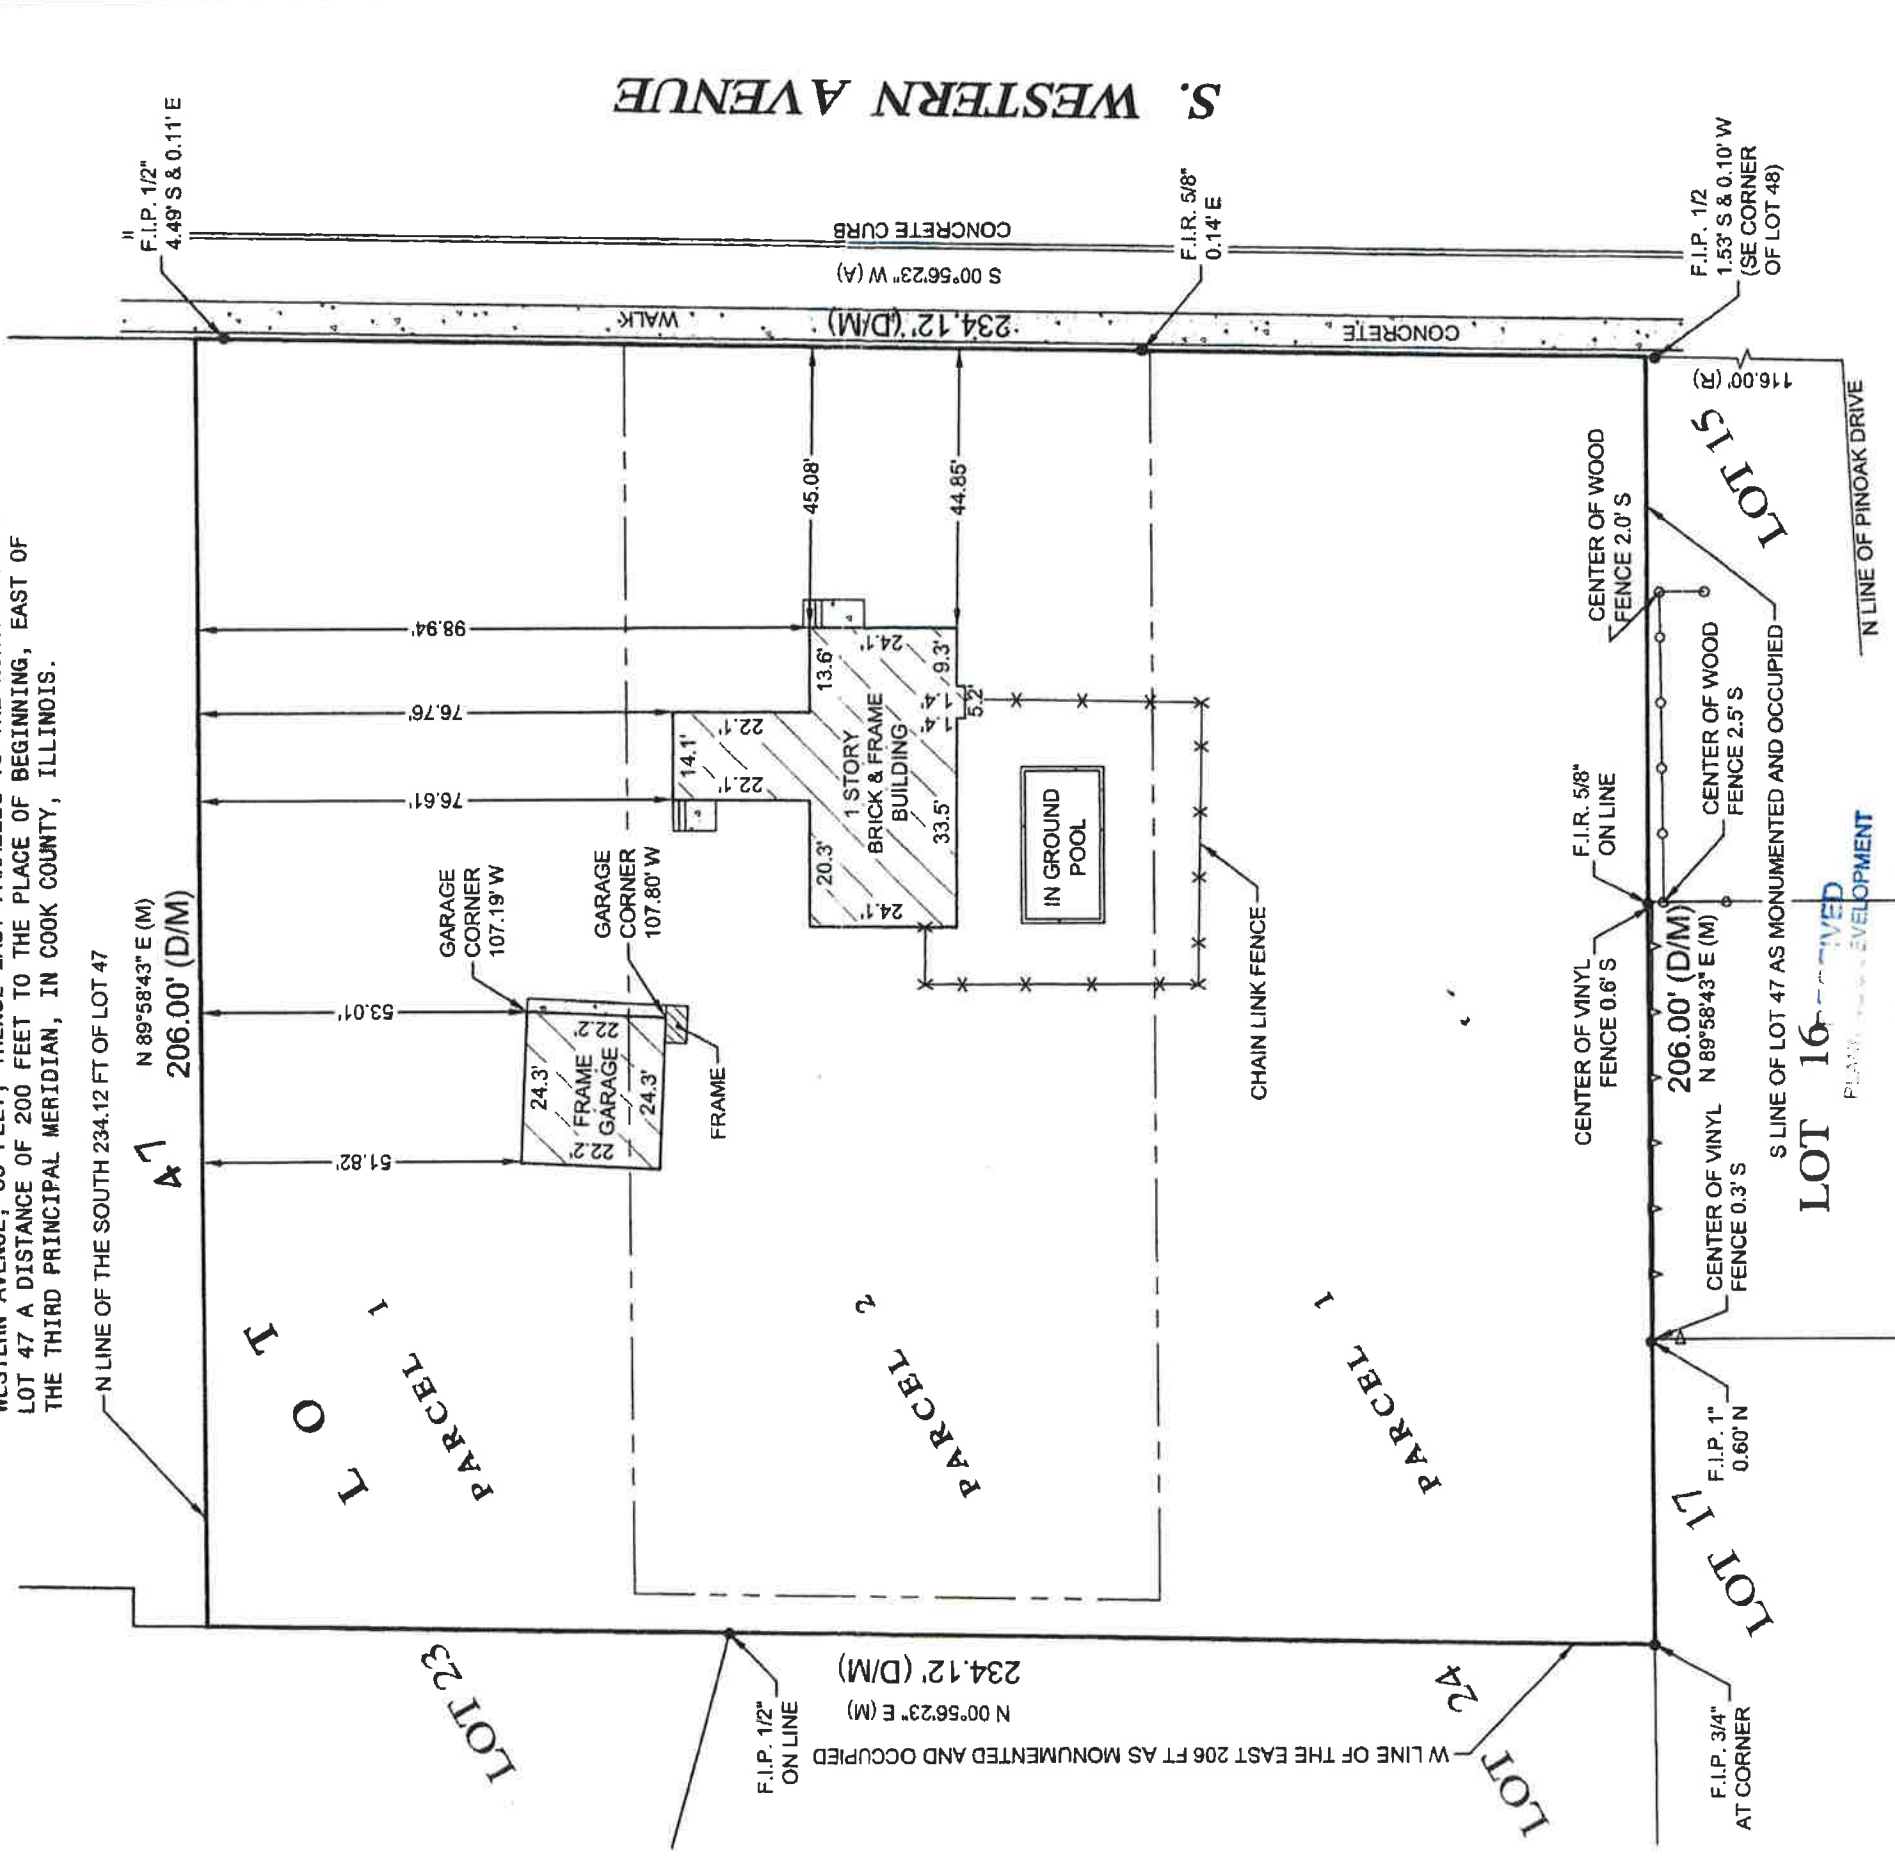 LOT 47 A DISTANCE OF 200 FEET TO THE PLACE OF BEGINNING, EAST OF
THE THIRD PRINCIPAL MERIDIAN, IN COOK COUNTY, ILLINOIS.
N LINE OF THE SOUTH 234.12 FT OF LOT 47
N 89°58'43" E (M)
206.00' (D/M)
LOT 47
F.I.P. 1/2"
4.49' S & 0.11' E
S. WESTERN AVENUE
CONCRETE CURB
S 00°56'23" W (A)
234.12' (D/M)
WALK
CONCRETE
F.I.R. 5/8"
0.14' E
F.I.P. 1/2
1.53' S & 0.10' W
(SE CORNER
OF LOT 48)
116.00' (R)
LOT 15
N LINE OF PINOAK DRIVE
98.94'
76.76'
76.61'
53.01'
51.82'
45.08'
44.85'
GARAGE
CORNER
107.19' W
GARAGE
CORNER
107.80' W
24.3'
22.2'
FRAME
GARAGE
22.2'
24.3'
FRAME
14.1'
22.1'
22.1'
13.6'
20.3'
24.1'
24.1'
9.3'
1.4'
1.4'
5.2'
33.5'
1 STORY
BRICK & FRAME
BUILDING
IN GROUND
POOL
CHAIN LINK FENCE
PARCEL 1
PARCEL 2
PARCEL 1
CENTER OF WOOD
FENCE 2.0' S
CENTER OF WOOD
FENCE 2.5' S
F.I.R. 5/8"
ON LINE
CENTER OF VINYL
FENCE 0.6' S
206.00' (D/M)
N 89°58'43" E (M)
CENTER OF VINYL
FENCE 0.3' S
S LINE OF LOT 47 AS MONUMENTED AND OCCUPIED
LOT 16
F.I.P. 1"
0.60' N
LOT 17
F.I.P. 3/4"
AT CORNER
LOT 23
F.I.P. 1/2"
ON LINE
234.12' (D/M)
N 00°56'23" E (M)
W LINE OF THE EAST 206 FT AS MONUMENTED AND OCCUPIED
LOT 24